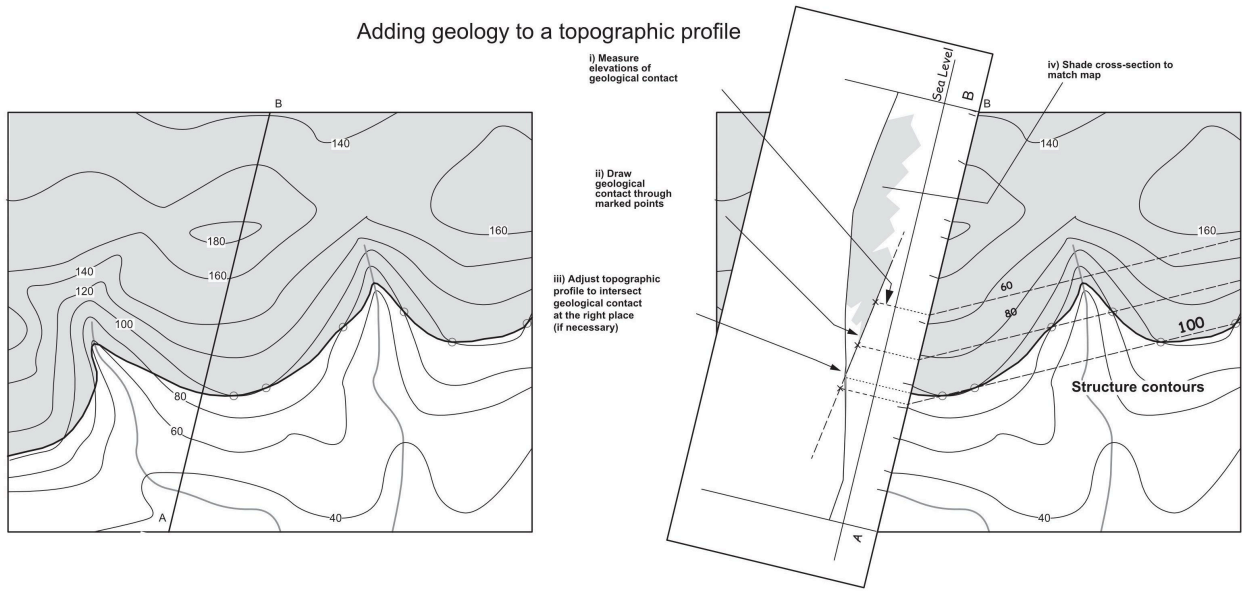 Adding geology to a topographic profile
B
140
180
160
160
140
120
100
80
60
A
40
i) Measure
elevations of
geological contact
ii) Draw
geological
contact through
marked points
iii) Adjust topographic
profile to intersect
geological contact
at the right place
(if necessary)
iv) Shade cross-section to
match map
Sea Level
B
B
140
160
60
80
100
Structure contours
40
A